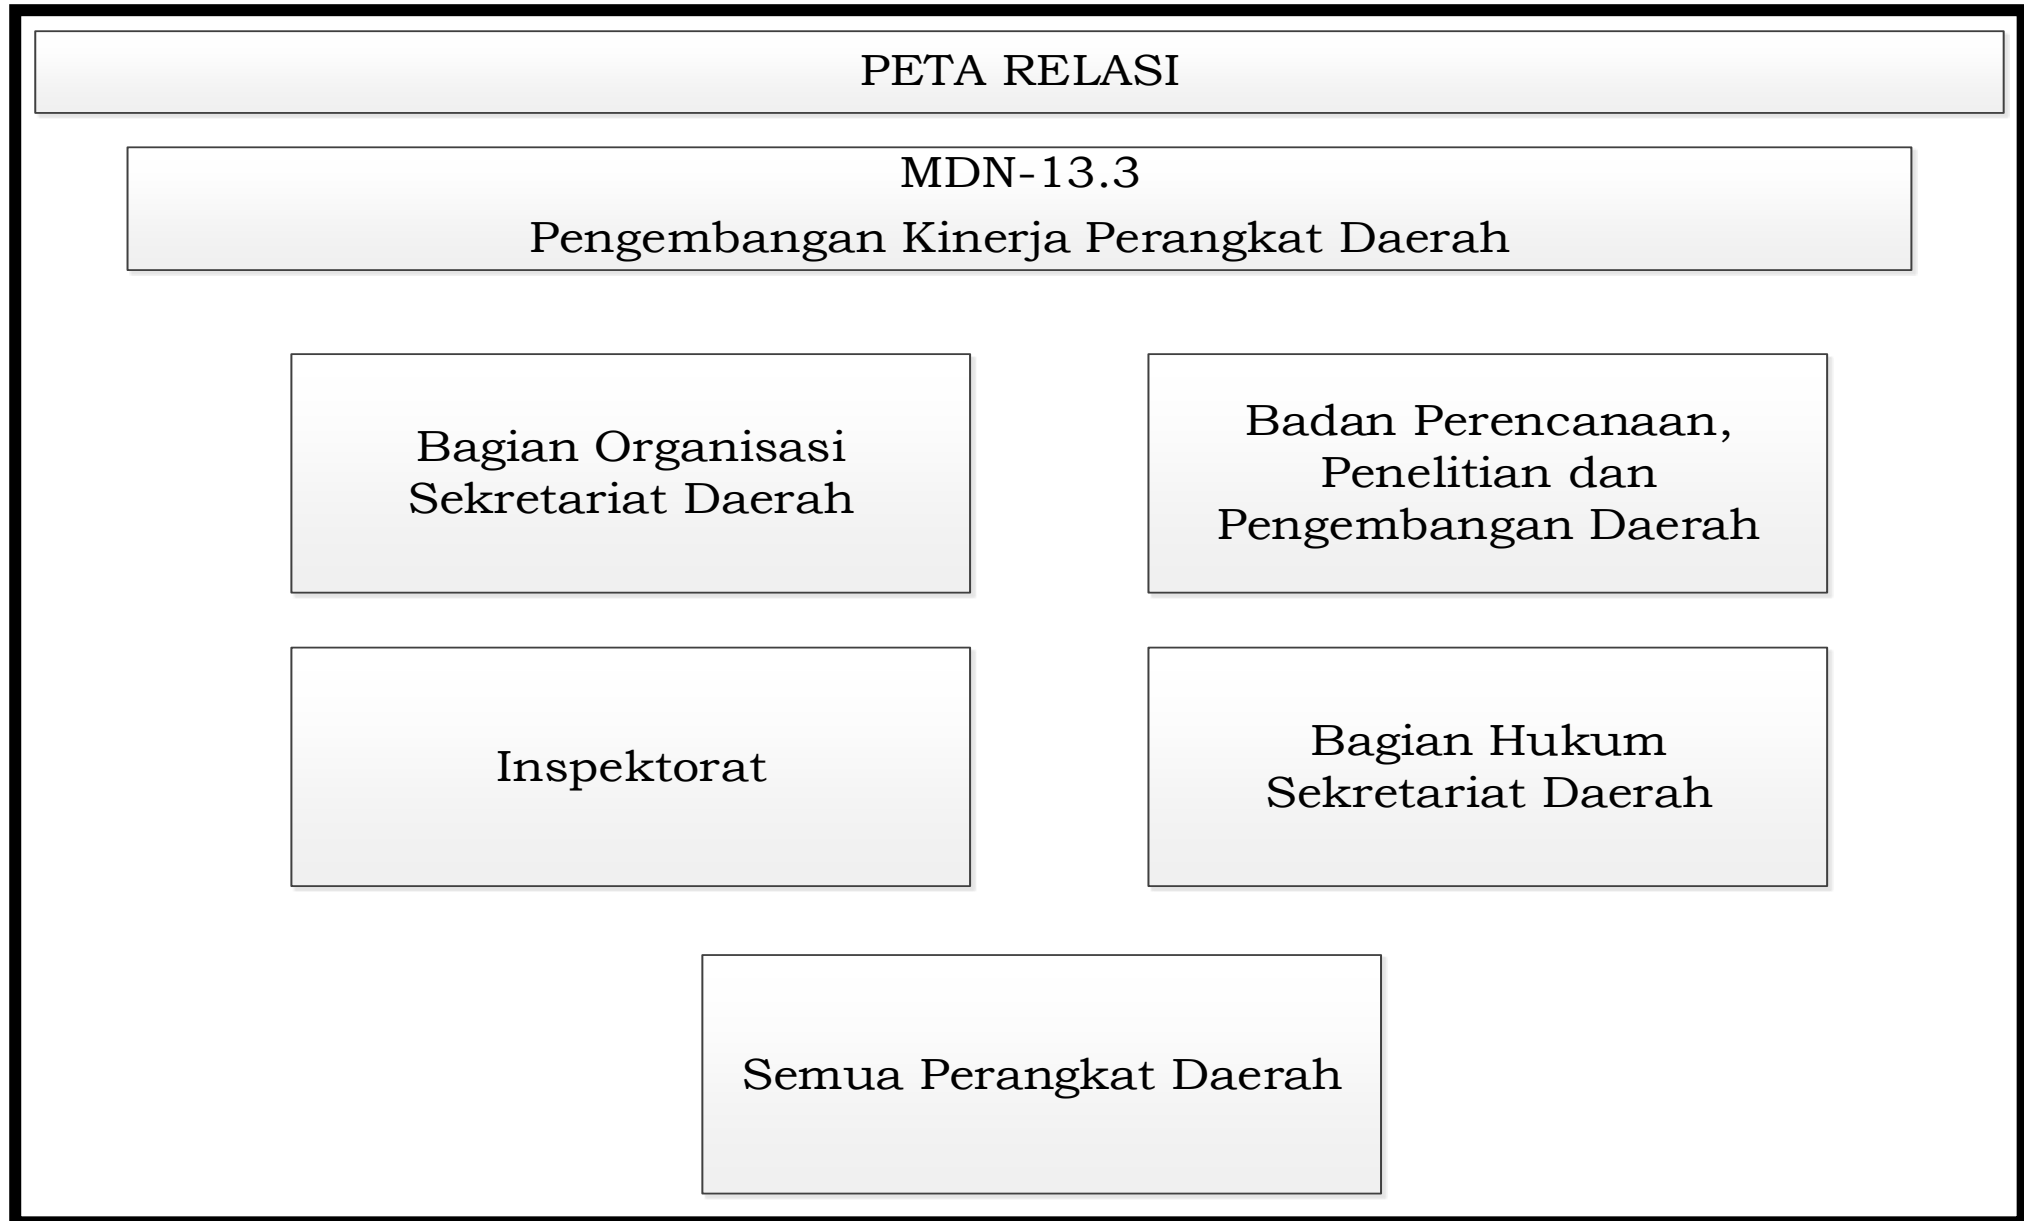 PETA RELASI
MDN-13.3
Pengembangan Kinerja Perangkat Daerah
Bagian Organisasi
Sekretariat Daerah
Badan Perencanaan,
Penelitian dan
Pengembangan Daerah
Inspektorat
Bagian Hukum
Sekretariat Daerah
Semua Perangkat Daerah